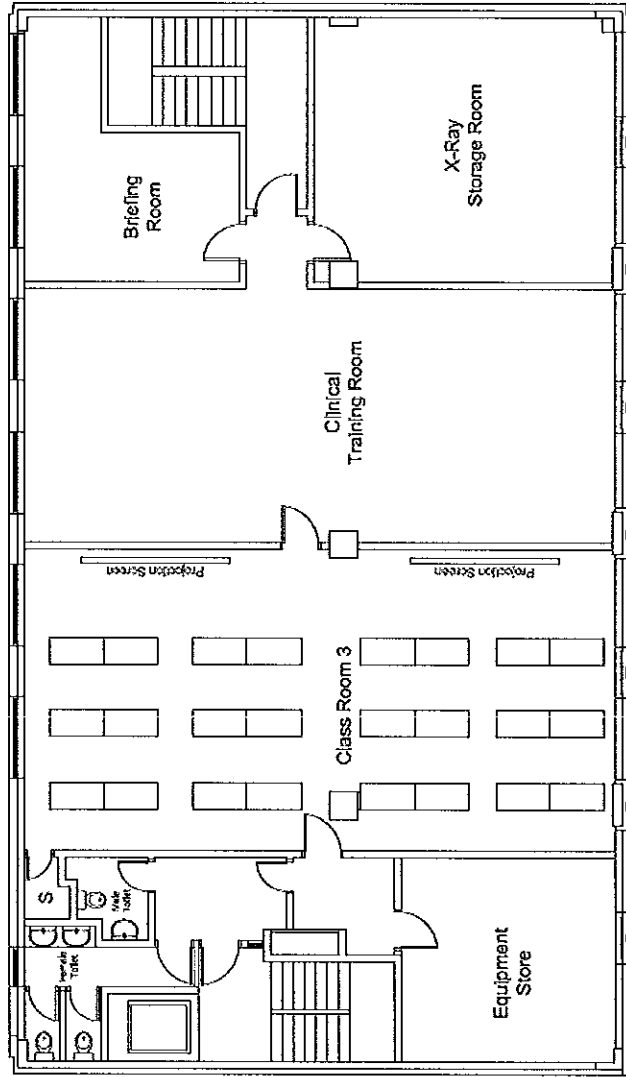 Briefing
Room
X-Ray
Storage Room
Clinical
Training Room
Projection Screen
Projection Screen
Class Room 3
S
Male
Toilet
Female
Toilet
Equipment
Store